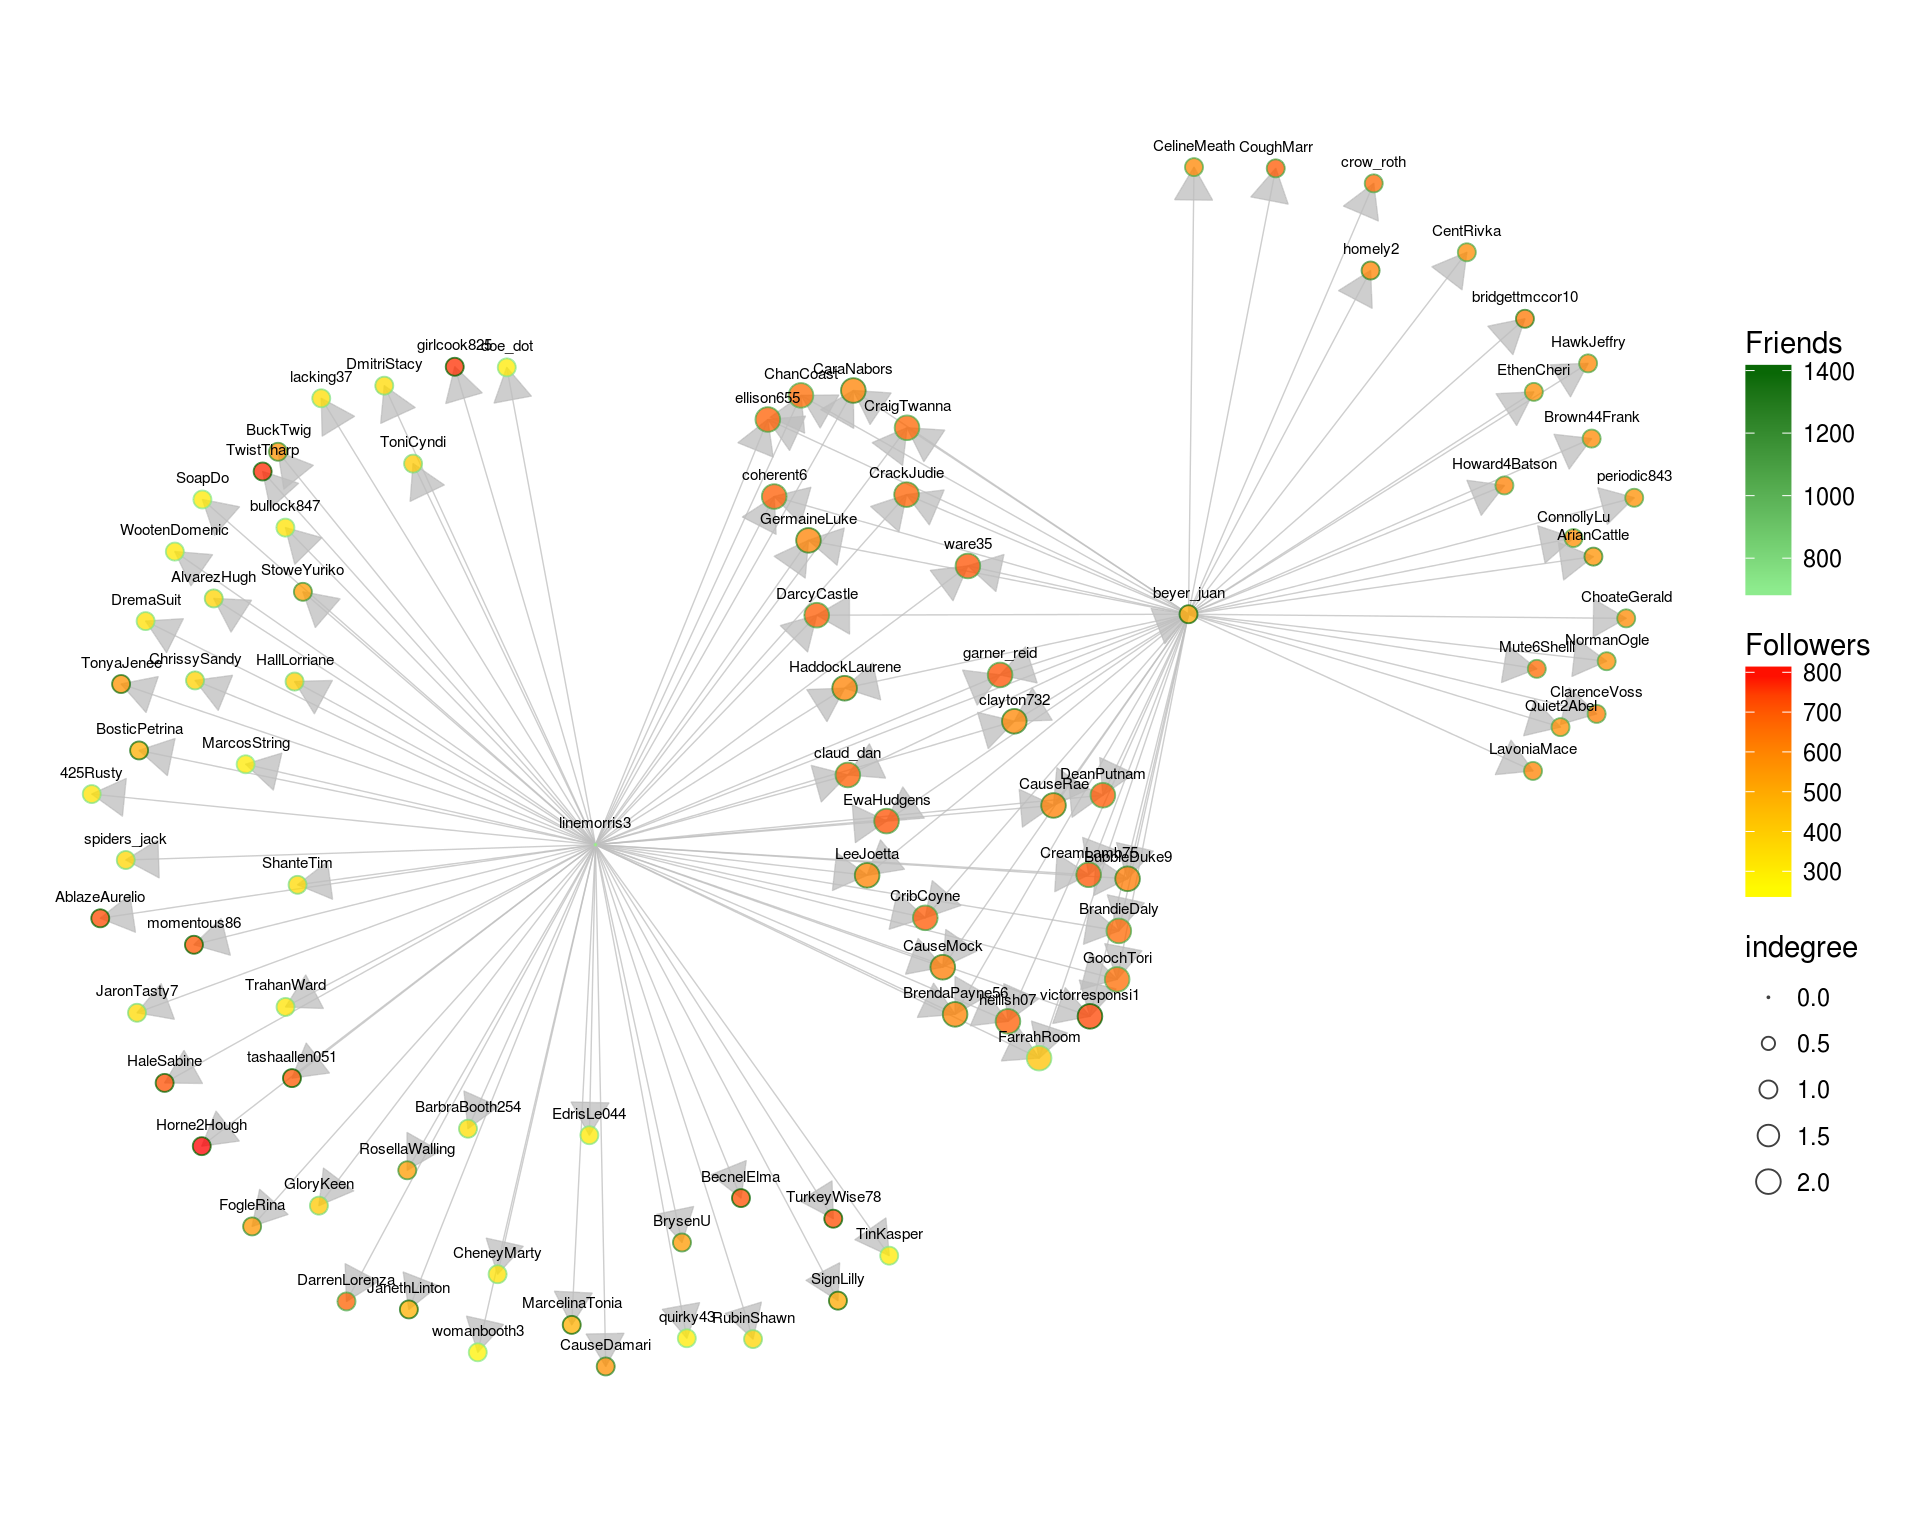 CelineMeath
CoughMarr
crow_roth
CentRivka
homely2
bridgettmccor10
HawkJeffry
EthenCheri
Brown44Frank
Howard4Batson
periodic843
ConnollyLu
ArianCattle
ChoateGerald
NormanOgle
Mute6Shelll
ClarenceVoss
Quiet2Abel
LavoniaMace
beyer_juan
girlcook825
doe_dot
DmitriStacy
lacking37
BuckTwig
TwistTharp
ToniCyndi
SoapDo
bullock847
WootenDomenic
AlvarezHugh
StoweYuriko
DremaSuit
TonyaJenee
ChrissySandy
HallLorriane
BosticPetrina
MarcosString
425Rusty
spiders_jack
ShanteTim
AblazeAurelio
momentous86
JaronTasty7
TrahanWard
HaleSabine
tashaallen051
Horne2Hough
BarbraBooth254
RosellaWalling
GloryKeen
FogleRina
EdrisLe044
CheneyMarty
DarrenLorenza
JanethLinton
womanbooth3
MarcelinaTonia
CauseDamari
BrysenU
BecnelElma
TurkeyWise78
TinKasper
SignLilly
quirky43
RubinShawn
linemorris3
ChanCoast
CaraNabors
ellison655
CraigTwanna
coherent6
CrackJudie
GermaineLuke
ware35
DarcyCastle
HaddockLaurene
garner_reid
clayton732
claud_dan
DeanPutnam
CauseRae
EwaHudgens
LeeJoetta
CreamLamb75
BubbleDuke9
CribCoyne
BrandieDaly
CauseMock
GoochTori
BrendaPayne56
hellish07
victorresponsi1
FarrahRoom
Friends
1400
1200
1000
800
Followers
800
700
600
500
400
300
indegree
0.0
0.5
1.0
1.5
2.0